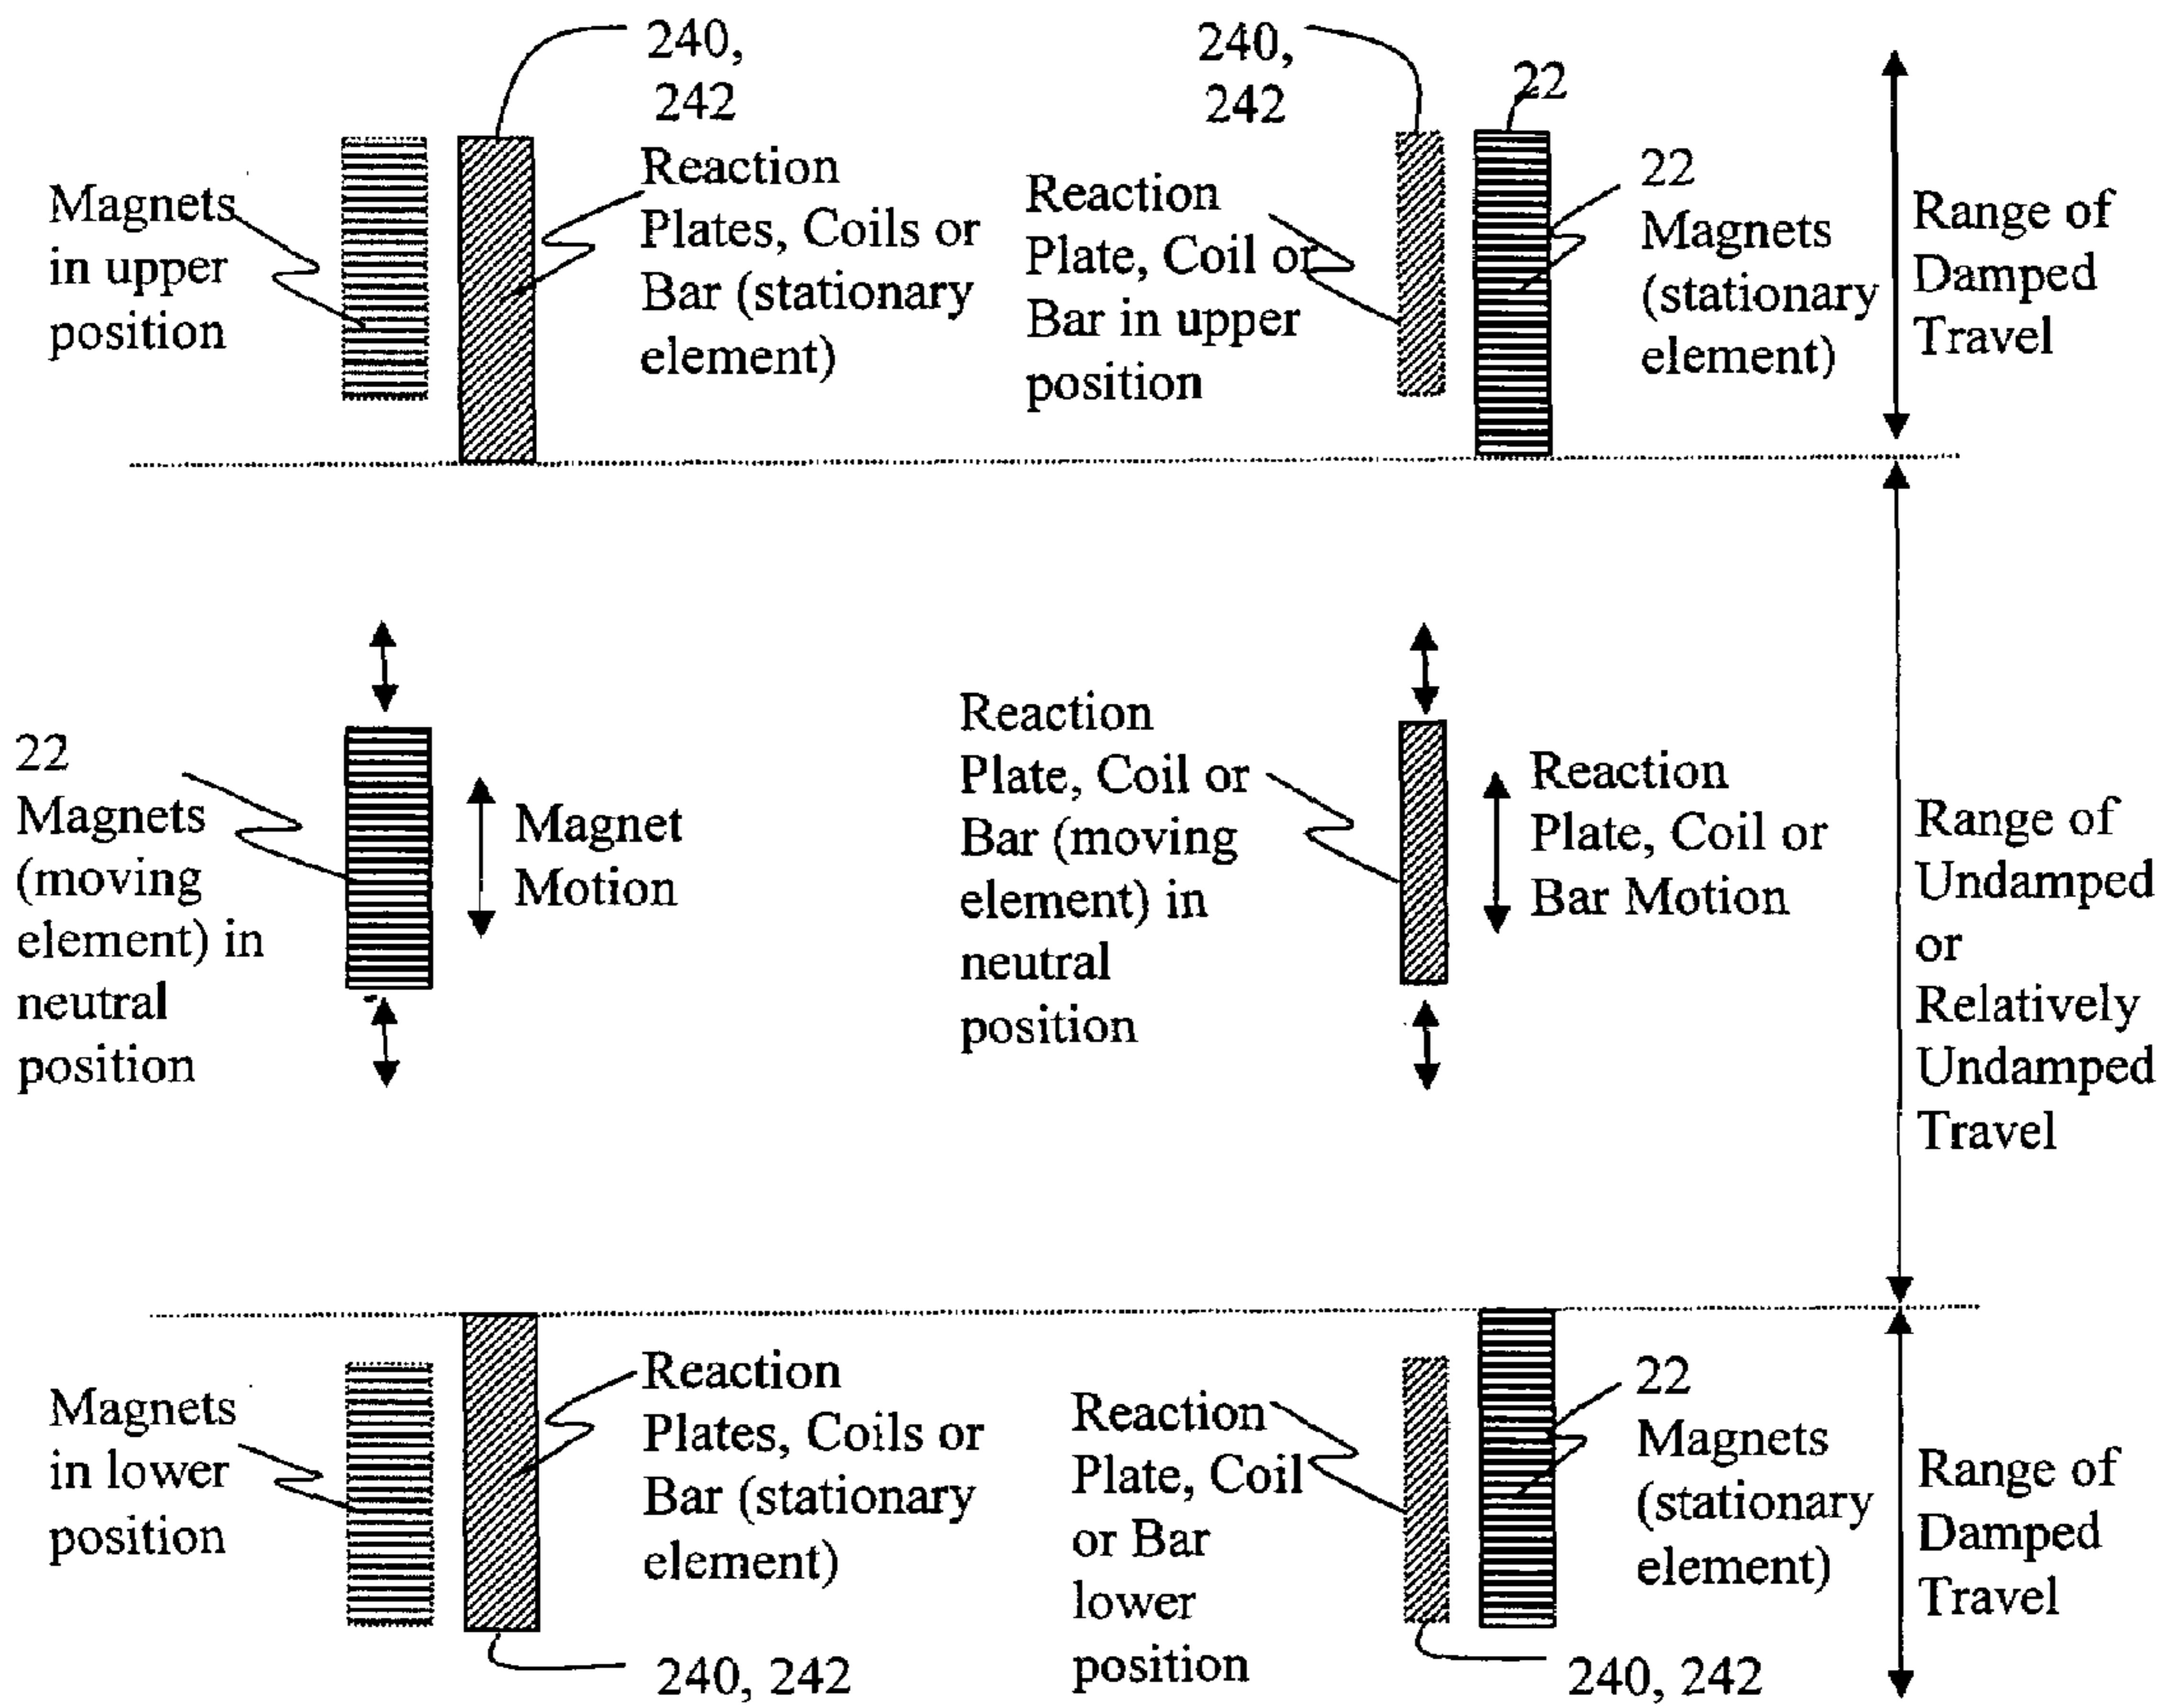 240,
242
Reaction
Plates, Coils or
Bar (stationary
element)
Magnets
in upper
position
240,
242
22
Reaction
Plate, Coil or
Bar in upper
position
22
Magnets
(stationary
element)
Range of
Damped
Travel
22
Magnets
(moving
element) in
neutral
position
Magnet
Motion
Reaction
Plate, Coil or
Bar (moving
element) in
neutral
position
Reaction
Plate, Coil or
Bar Motion
Range of
Undamped
or
Relatively
Undamped
Travel
Magnets
in lower
position
Reaction
Plates, Coils or
Bar (stationary
element)
240, 242
Reaction
Plate, Coil
or Bar
lower
position
22
Magnets
(stationary
element)
240, 242
Range of
Damped
Travel